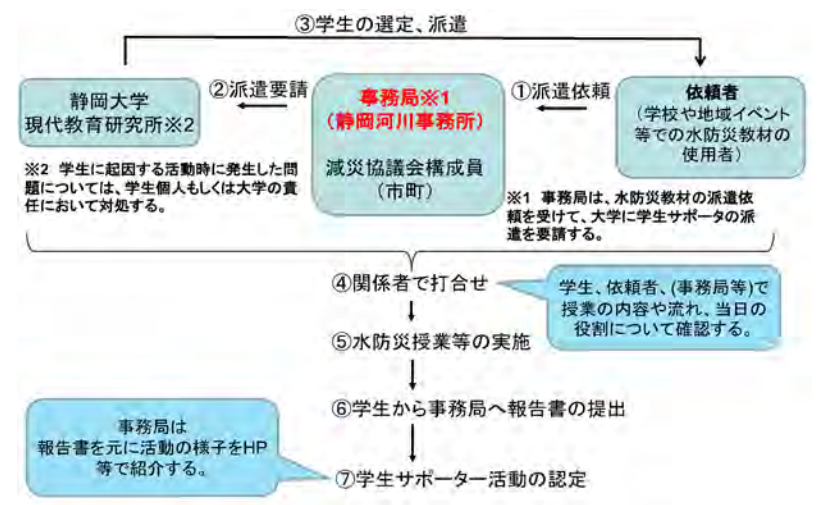 ③学生の選定、派遣
静岡大学
現代教育研究所※2
②派遣要請
事務局※1
(静岡河川事務所)
減災協議会構成員
(市町)
①派遣依頼
依頼者
(学校や地域イベント
等での水防災教材の
使用者)
※2 学生に起因する活動時に発生した問
題については、学生個人もしくは大学の責
任において対処する。
※1 事務局は、水防災教材の派遣依
頼を受けて、大学に学生サポータの派
遣を要請する。
④関係者で打合せ
学生、依頼者、(事務局等)で
授業の内容や流れ、当日の
役割について確認する。
⑤水防災授業等の実施
⑥学生から事務局へ報告書の提出
事務局は
報告書を元に活動の様子をHP
等で紹介する。
⑦学生サポーター活動の認定